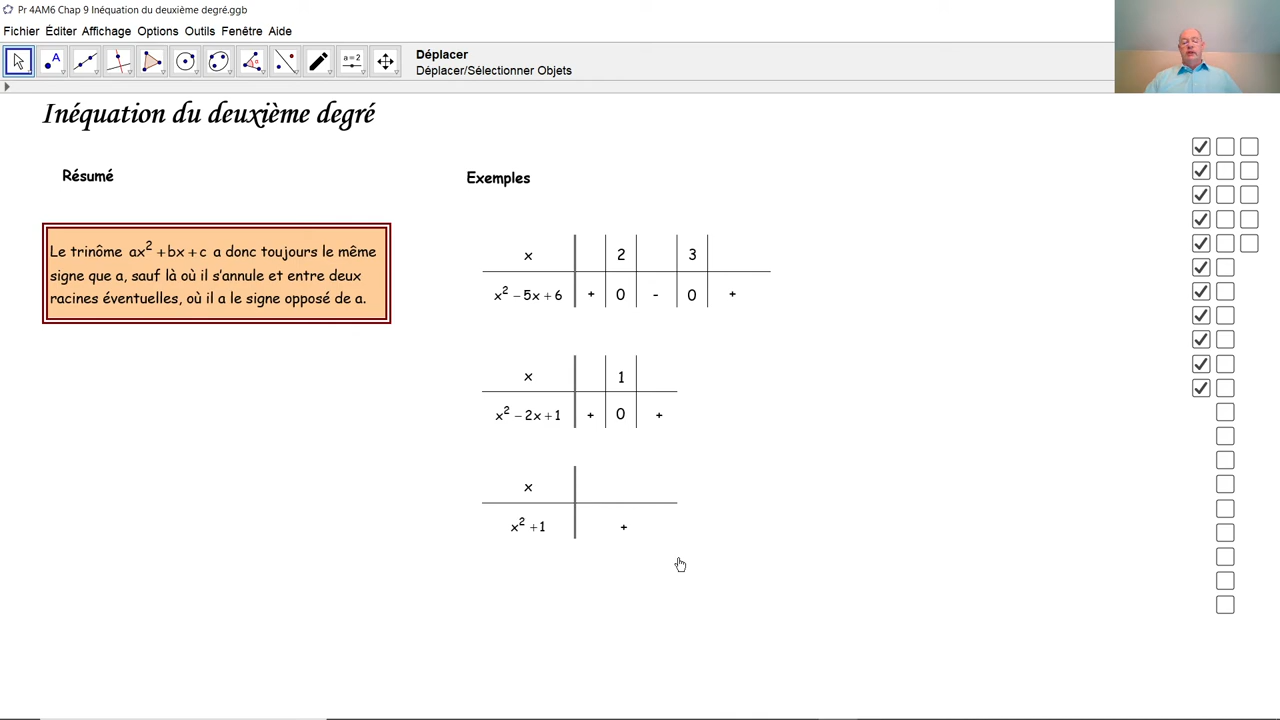 Pr 4AM6 Chap 9 Inéquation du deuxième degré.ggb
Fichier Éditer Affichage Options Outils Fenêtre Aide
A
a=2
Déplacer
Déplacer/Sélectionner Objets
Inéquation du deuxième degré
Résumé
Exemples
Le trinôme ax² + bx + c a donc toujours le même
signe que a, sauf là où il s'annule et entre deux
racines éventuelles, où il a le signe opposé de a.
x 2 3
x² – 5x + 6 + 0 - 0 +
x 1
x² – 2x + 1 + 0 +
x
x² + 1 +